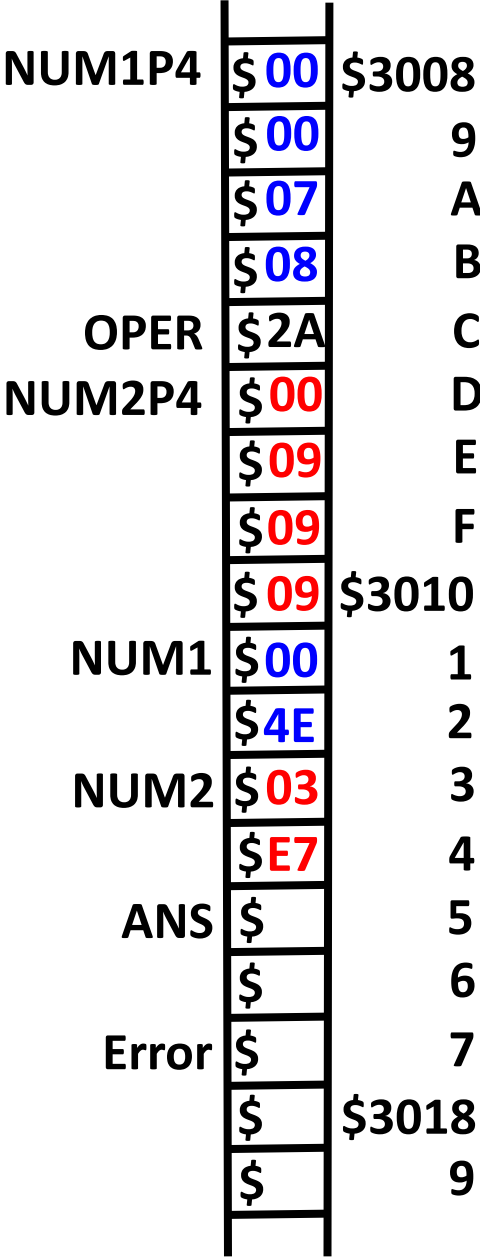 NUM1P4 $00 $3008
$00 9
$07 A
$08 B
OPER $2A C
NUM2P4 $00 D
$09 E
$09 F
$09 $3010
NUM1 $00 1
$4E 2
NUM2 $03 3
$E7 4
ANS $ 5
$ 6
Error $ 7
$ $3018
$ 9